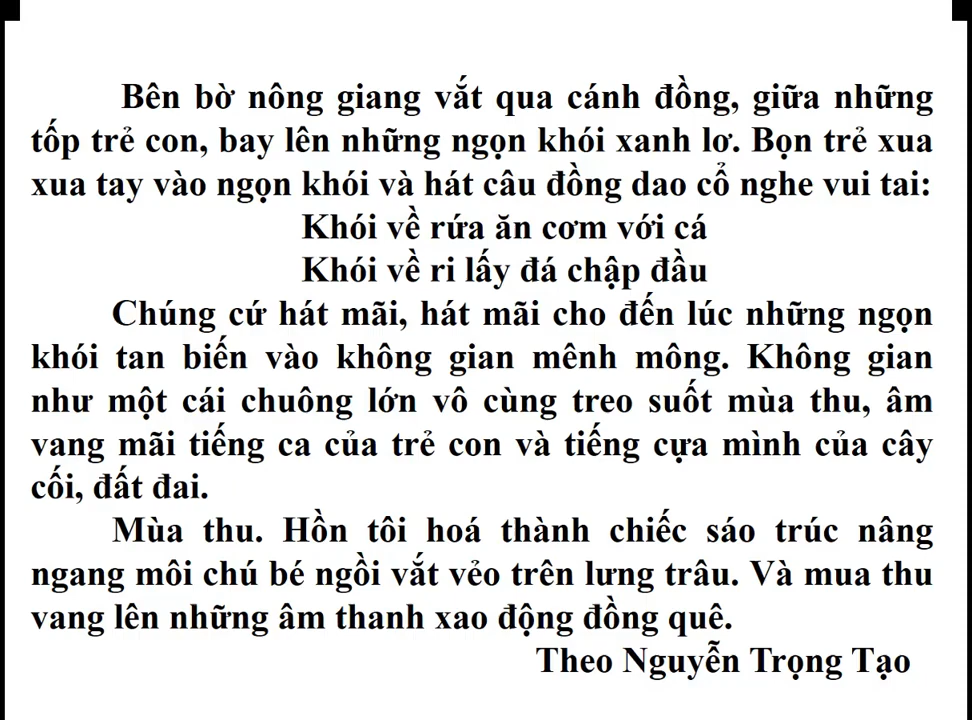 Bên bờ nông giang vắt qua cánh đồng, giữa những
tốp trẻ con, bay lên những ngọn khói xanh lơ. Bọn trẻ xua
xua tay vào ngọn khói và hát câu đồng dao cổ nghe vui tai:
Khói về rứa ăn cơm với cá
Khói về ri lấy đá chập đầu
Chúng cứ hát mãi, hát mãi cho đến lúc những ngọn
khói tan biến vào không gian mênh mông. Không gian
như một cái chuông lớn vô cùng treo suốt mùa thu, âm
vang mãi tiếng ca của trẻ con và tiếng cựa mình của cây
cối, đất đai.
Mùa thu. Hồn tôi hoá thành chiếc sáo trúc nâng
ngang môi chú bé ngồi vắt vẻo trên lưng trâu. Và mua thu
vang lên những âm thanh xao động đồng quê.
Theo Nguyễn Trọng Tạo